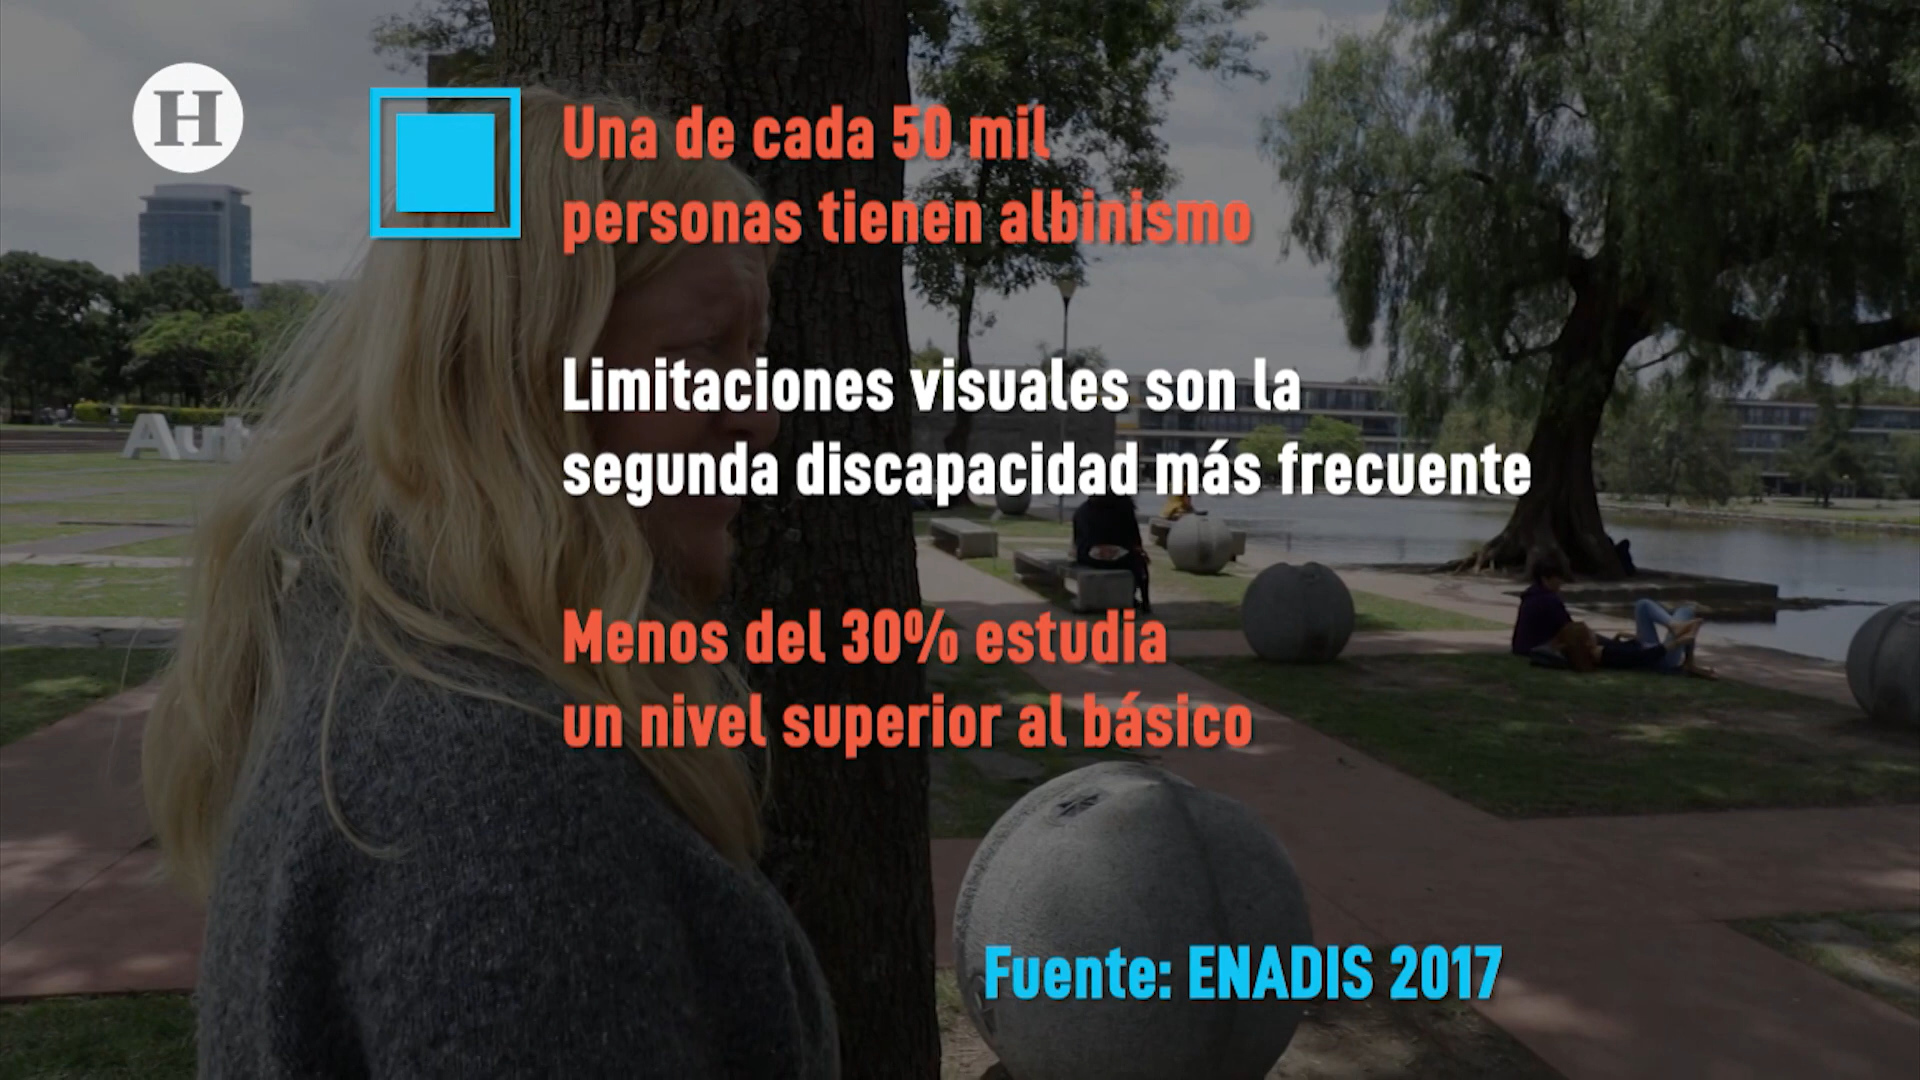 H
Una de cada 50 mil
personas tienen albinismo
Limitaciones visuales son la
segunda discapacidad más frecuente
Menos del 30% estudia
un nivel superior al básico
Aut
Fuente: ENADIS 2017